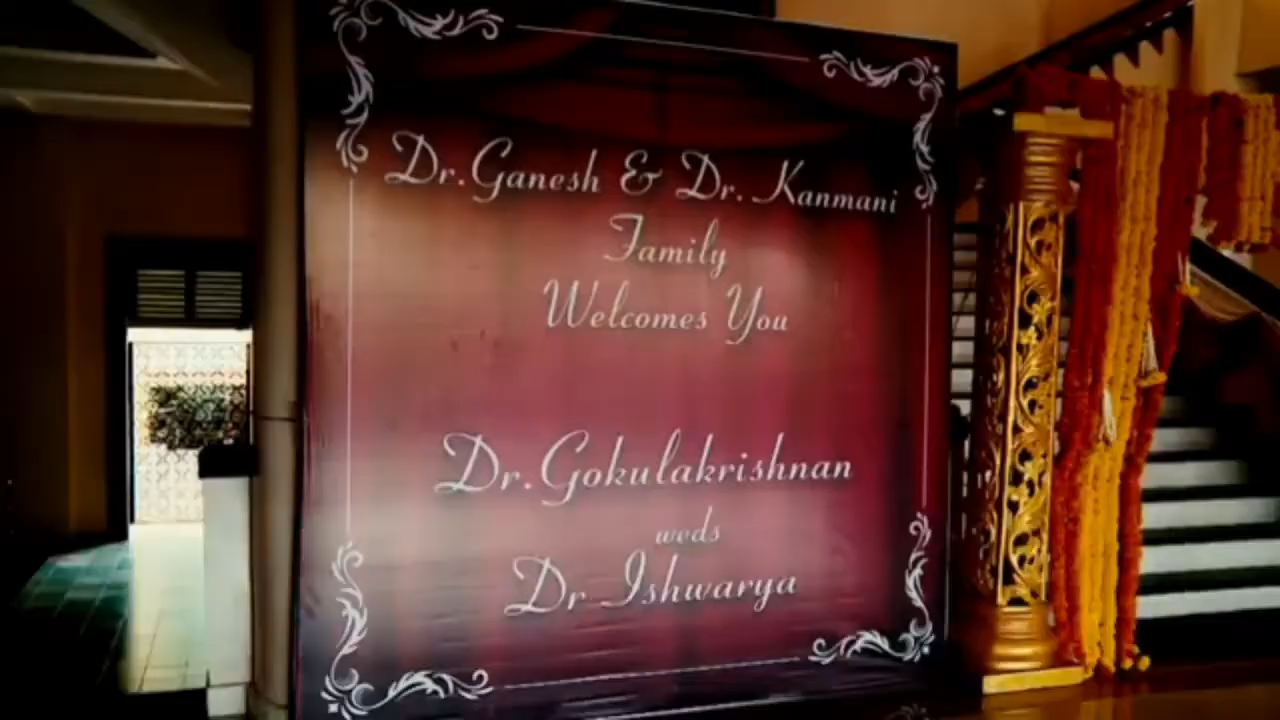 Dr.Ganesh & Dr. Kanmani
Family
Welcomes You
Dr.Gokulakrishnan
weds
Dr Ishwarya